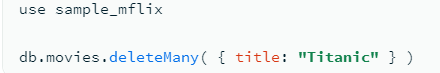 use sample_mflix
db.movies.deleteMany( { title: "Titanic" } )